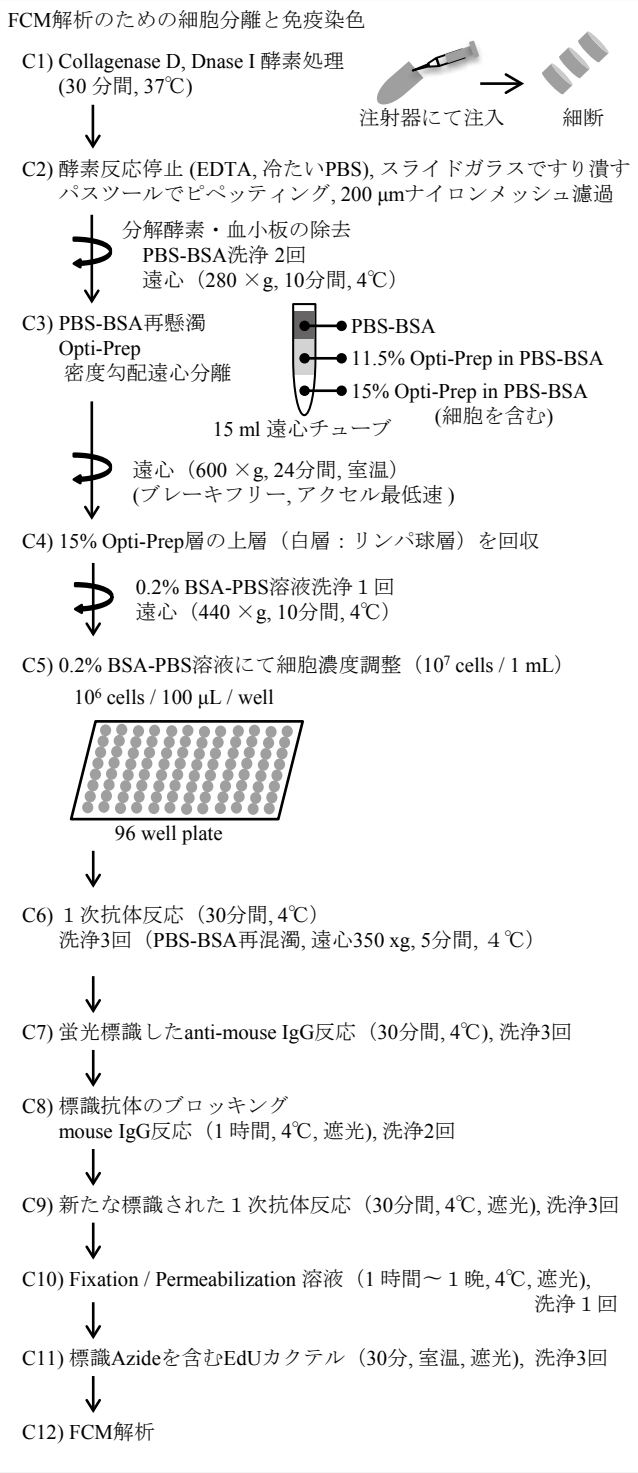 FCM解析のための細胞分離と免疫染色
C1) Collagenase D, Dnase I 酵素処理
(30 分間, 37℃)
注射器にて注入
細断
C2) 酵素反応停止 (EDTA, 冷たいPBS), スライドガラスですり潰す
パスツールでピペッティング, 200 μmナイロンメッシュ濾過
分解酵素・血小板の除去
PBS-BSA洗浄 2回
遠心（280 ×g, 10分間, 4℃）
C3) PBS-BSA再懸濁
Opti-Prep
密度勾配遠心分離
PBS-BSA
11.5% Opti-Prep in PBS-BSA
15% Opti-Prep in PBS-BSA
(細胞を含む)
15 ml 遠心チューブ
遠心（600 ×g, 24分間, 室温）
(ブレーキフリー, アクセル最低速 )
C4) 15% Opti-Prep層の上層（白層：リンパ球層）を回収
0.2% BSA-PBS溶液洗浄１回
遠心（440 ×g, 10分間, 4℃）
C5) 0.2% BSA-PBS溶液にて細胞濃度調整（10⁷ cells / 1 mL）
10⁶ cells / 100 μL / well
96 well plate
C6) １次抗体反応（30分間, 4℃）
洗浄3回（PBS-BSA再混濁, 遠心350 xg, 5分間, ４℃）
C7) 蛍光標識したanti-mouse IgG反応（30分間, 4℃), 洗浄3回
C8) 標識抗体のブロッキング
mouse IgG反応（1 時間, 4℃, 遮光), 洗浄2回
C9) 新たな標識された１次抗体反応（30分間, 4℃, 遮光), 洗浄3回
C10) Fixation / Permeabilization 溶液（1 時間～１晩, 4℃, 遮光),
洗浄１回
C11) 標識Azideを含むEdUカクテル（30分, 室温, 遮光), 洗浄3回
C12) FCM解析